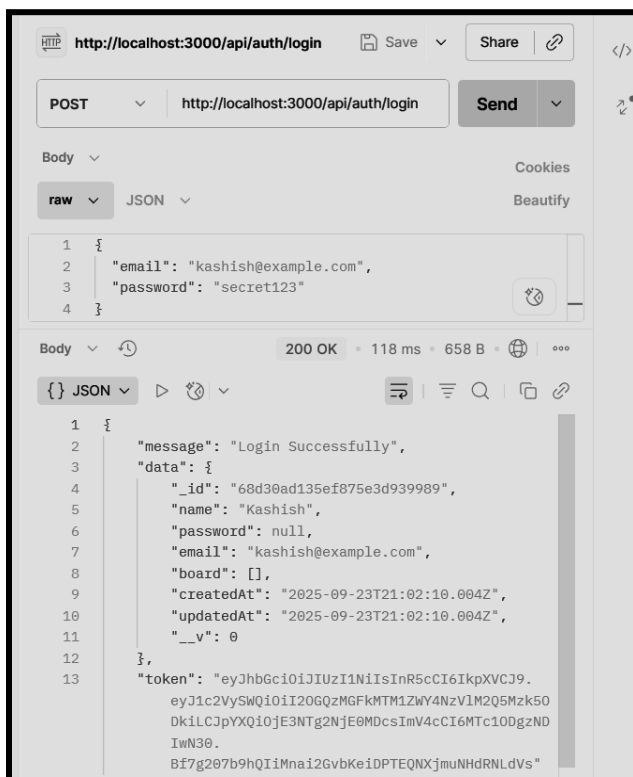 HTTP http://localhost:3000/api/auth/login Save Share
POST http://localhost:3000/api/auth/login Send
Body
Cookies
raw JSON Beautify
1 {
2 "email": "kashish@example.com",
3 "password": "secret123"
4 }
Body 200 OK • 118 ms • 658 B •
{} JSON
1 {
2 "message": "Login Successfully",
3 "data": {
4 "_id": "68d30ad135ef875e3d939989",
5 "name": "Kashish",
6 "password": null,
7 "email": "kashish@example.com",
8 "board": [],
9 "createdAt": "2025-09-23T21:02:10.004Z",
10 "updatedAt": "2025-09-23T21:02:10.004Z",
11 "__v": 0
12 },
13 "token": "eyJhbGciOiJIUzI1NiIsInR5cCI6IkpXVCJ9.
eyJ1c2VySWQiOiI2OGQzMGFkMTM1ZWY4NzVlM2Q5Mzk5O
DkiLCJpYXQiOjE3NTg2NjE0MDcsImV4cCI6MTc1ODgzND
IwN30.
Bf7g207b9hQIiMnai2GvbKeiDPTEQNXjmuNHdRNLdVs"